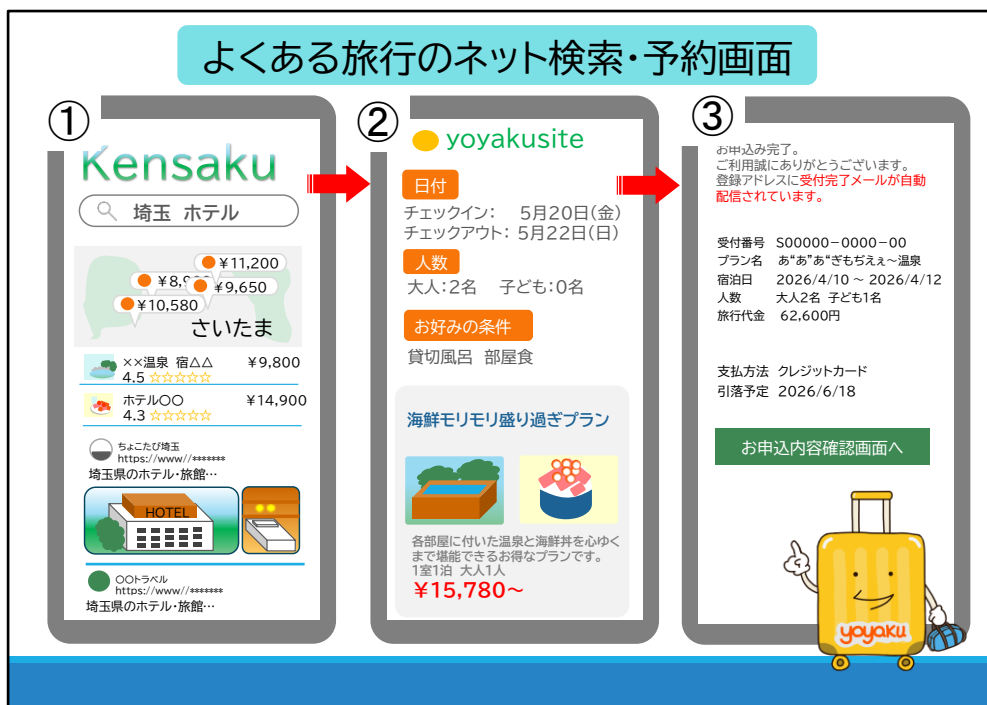 よくある旅行のネット検索・予約画面
①
Kensaku
埼玉 ホテル
¥11,200
¥9,650
¥10,580
さいたま
××温泉 宿△△ ¥9,800
4.5 ☆☆☆☆☆
ホテル〇〇 ¥14,900
4.3 ☆☆☆☆☆
ちょこたび埼玉
https://www//*******
埼玉県のホテル・旅館…
HOTEL
〇〇トラベル
https://www//*******
埼玉県のホテル・旅館…
②
yoyakusite
日付
チェックイン： 5月20日(金)
チェックアウト： 5月22日(日)
人数
大人：2名 子ども：0名
お好みの条件
貸切風呂 部屋食
海鮮モリモリ盛り過ぎプラン
各部屋に付いた温泉と海鮮丼を心ゆく
まで堪能できるお得なプランです。
1室1泊 大人1人
¥15,780～
③
お申込み完了。
ご利用誠にありがとうございます。
登録アドレスに受付完了メールが自動
配信されています。
受付番号 S00000-0000-00
プラン名 あ“あ”あ“ぎもぢえぇ～温泉
宿泊日 2026/4/10 ～ 2026/4/12
人数 大人2名 子ども1名
旅行代金 62,600円
支払方法 クレジットカード
引落予定 2026/6/18
お申込内容確認画面へ
yoyaku